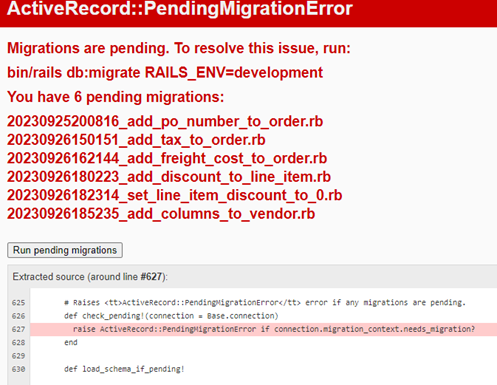 ActiveRecord::PendingMigrationError
Migrations are pending. To resolve this issue, run:
bin/rails db:migrate RAILS_ENV=development
You have 6 pending migrations:
20230925200816_add_po_number_to_order.rb
20230926150151_add_tax_to_order.rb
20230926162144_add_freight_cost_to_order.rb
20230926180223_add_discount_to_line_item.rb
20230926182314_set_line_item_discount_to_0.rb
20230926185235_add_columns_to_vendor.rb
Run pending migrations
Extracted source (around line #627):
625 # Raises <tt>ActiveRecord::PendingMigrationError</tt> error if any migrations are pending.
626 def check_pending!(connection = Base.connection)
627 raise ActiveRecord::PendingMigrationError if connection.migration_context.needs_migration?
628 end
629
630 def load_schema_if_pending!